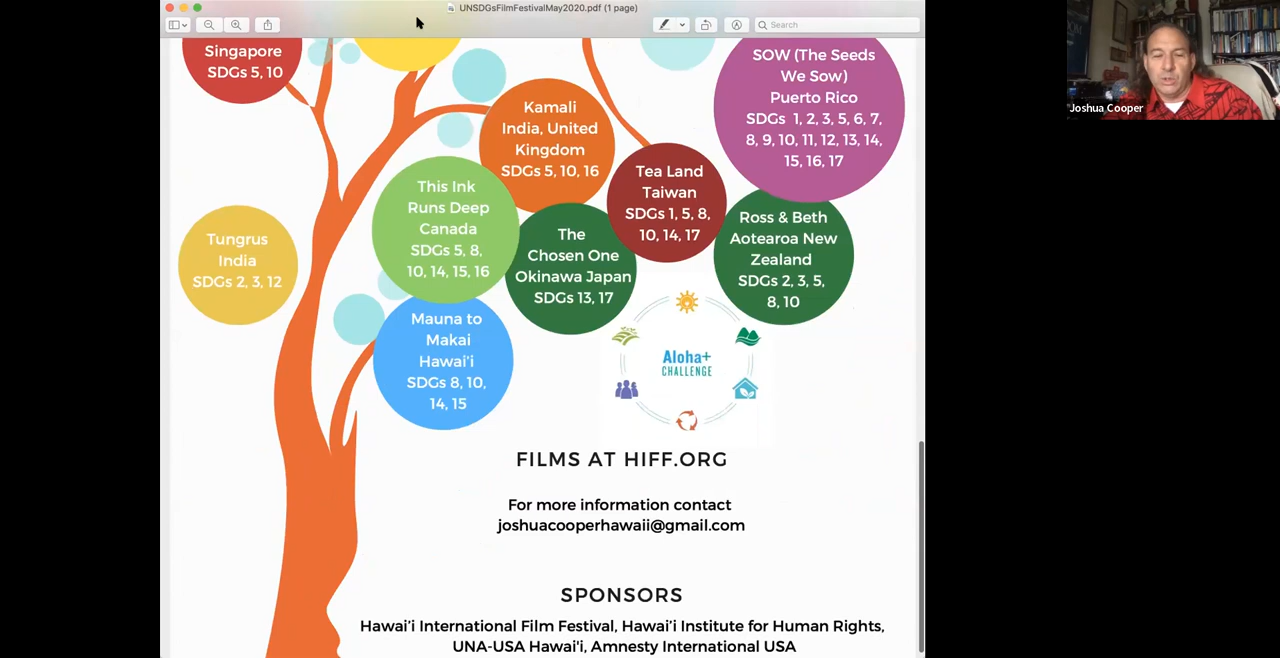 UNSDGsFilmFestivalMay2020.pdf (1 page)
Search
Joshua Cooper
Singapore
SDGs 5, 10
SOW (The Seeds
We Sow)
Puerto Rico
SDGs 1, 2, 3, 5, 6, 7,
8, 9, 10, 11, 12, 13, 14,
15, 16, 17
Kamali
India, United
Kingdom
SDGs 5, 10, 16
Tea Land
Taiwan
SDGs 1, 5, 8,
10, 14, 17
This Ink
Runs Deep
Canada
SDGs 5, 8,
10, 14, 15, 16
Ross & Beth
Aotearoa New
Zealand
SDGs 2, 3, 5,
8, 10
Tungrus
India
SDGs 2, 3, 12
The
Chosen One
Okinawa Japan
SDGs 13, 17
Mauna to
Makai
Hawai'i
SDGs 8, 10,
14, 15
Aloha+
CHALLENGE
FILMS AT HIFF.ORG
For more information contact
joshuacooperhawaii@gmail.com
SPONSORS
Hawai'i International Film Festival, Hawai'i Institute for Human Rights,
UNA-USA Hawai'i, Amnesty International USA